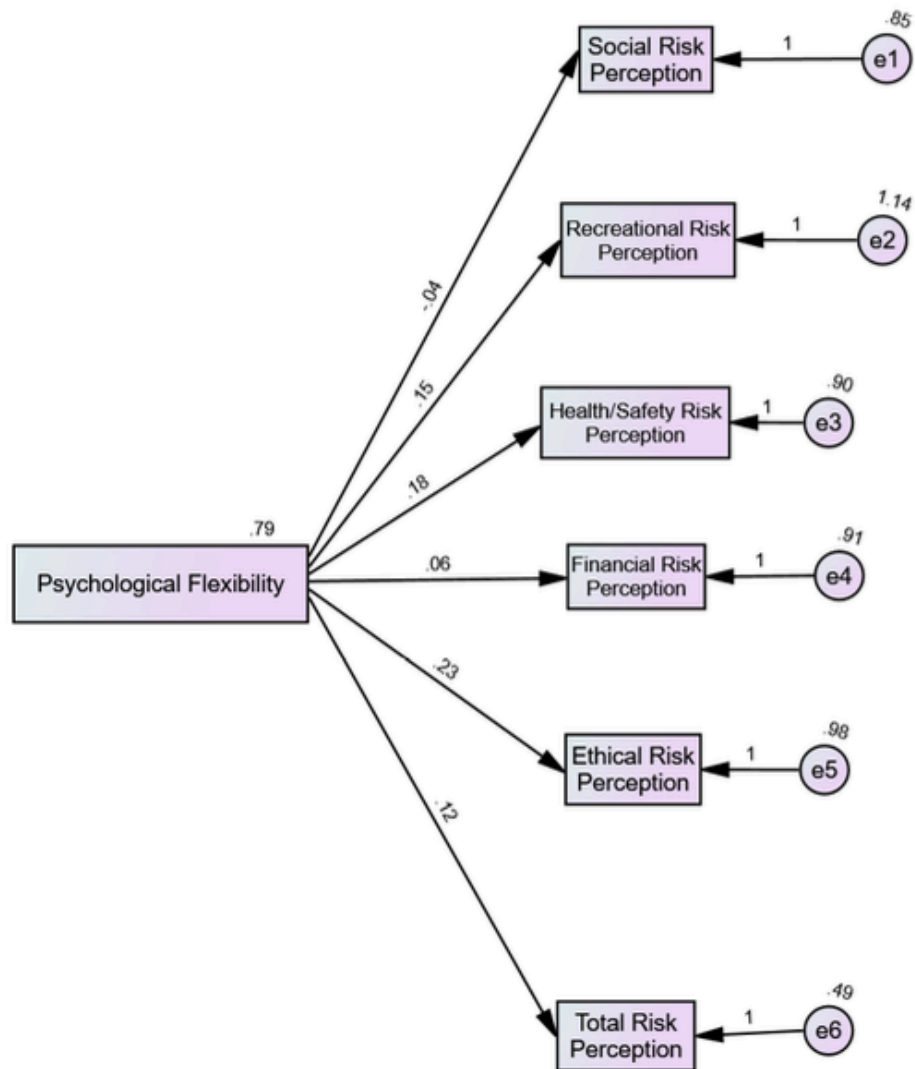 .85
Social Risk
Perception
1
e1
1.14
Recreational Risk
Perception
1
e2
-.04
.15
.90
Health/Safety Risk
Perception
1
e3
.18
.79
Psychological Flexibility
.06
.91
Financial Risk
Perception
1
e4
.23
.98
Ethical Risk
Perception
1
e5
.12
.49
Total Risk
Perception
1
e6